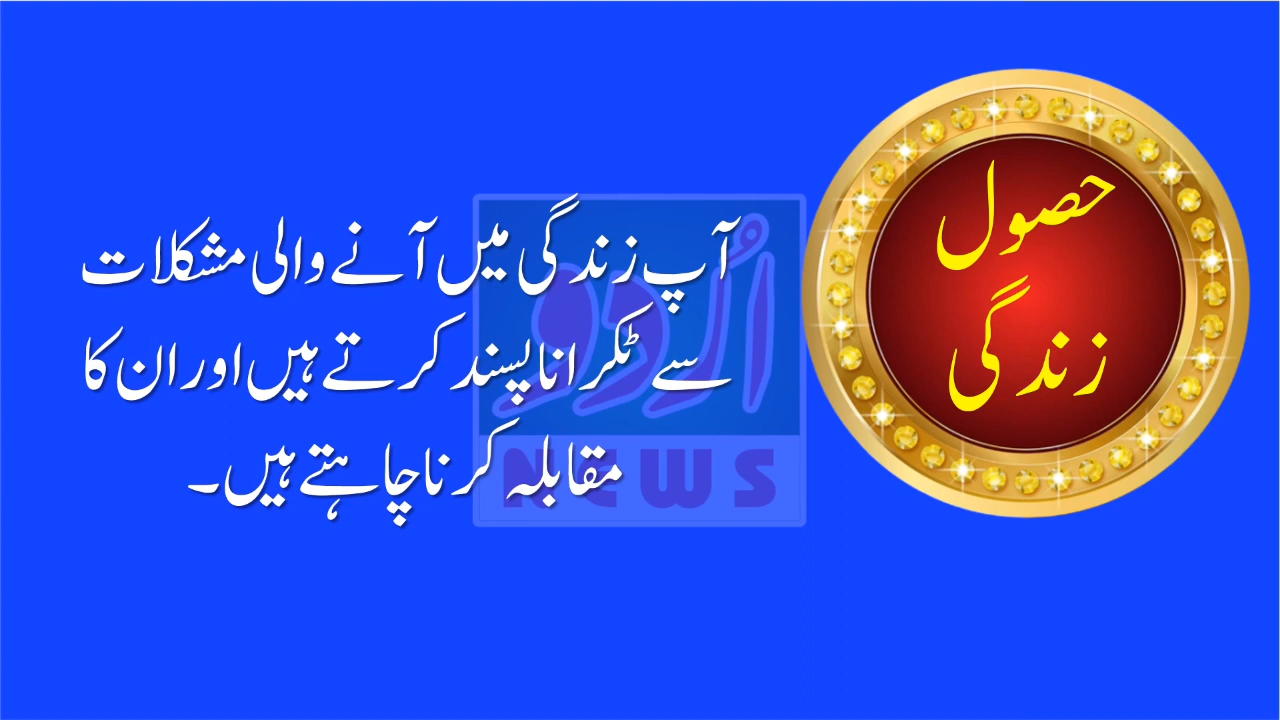 حصول
زندگی
آپ زندگی میں آنے والی مشکلات
سے ٹکرانا پسند کرتے ہیں اور ان کا
مقابلہ کرنا چاہتے ہیں۔
اُردو
NEWS